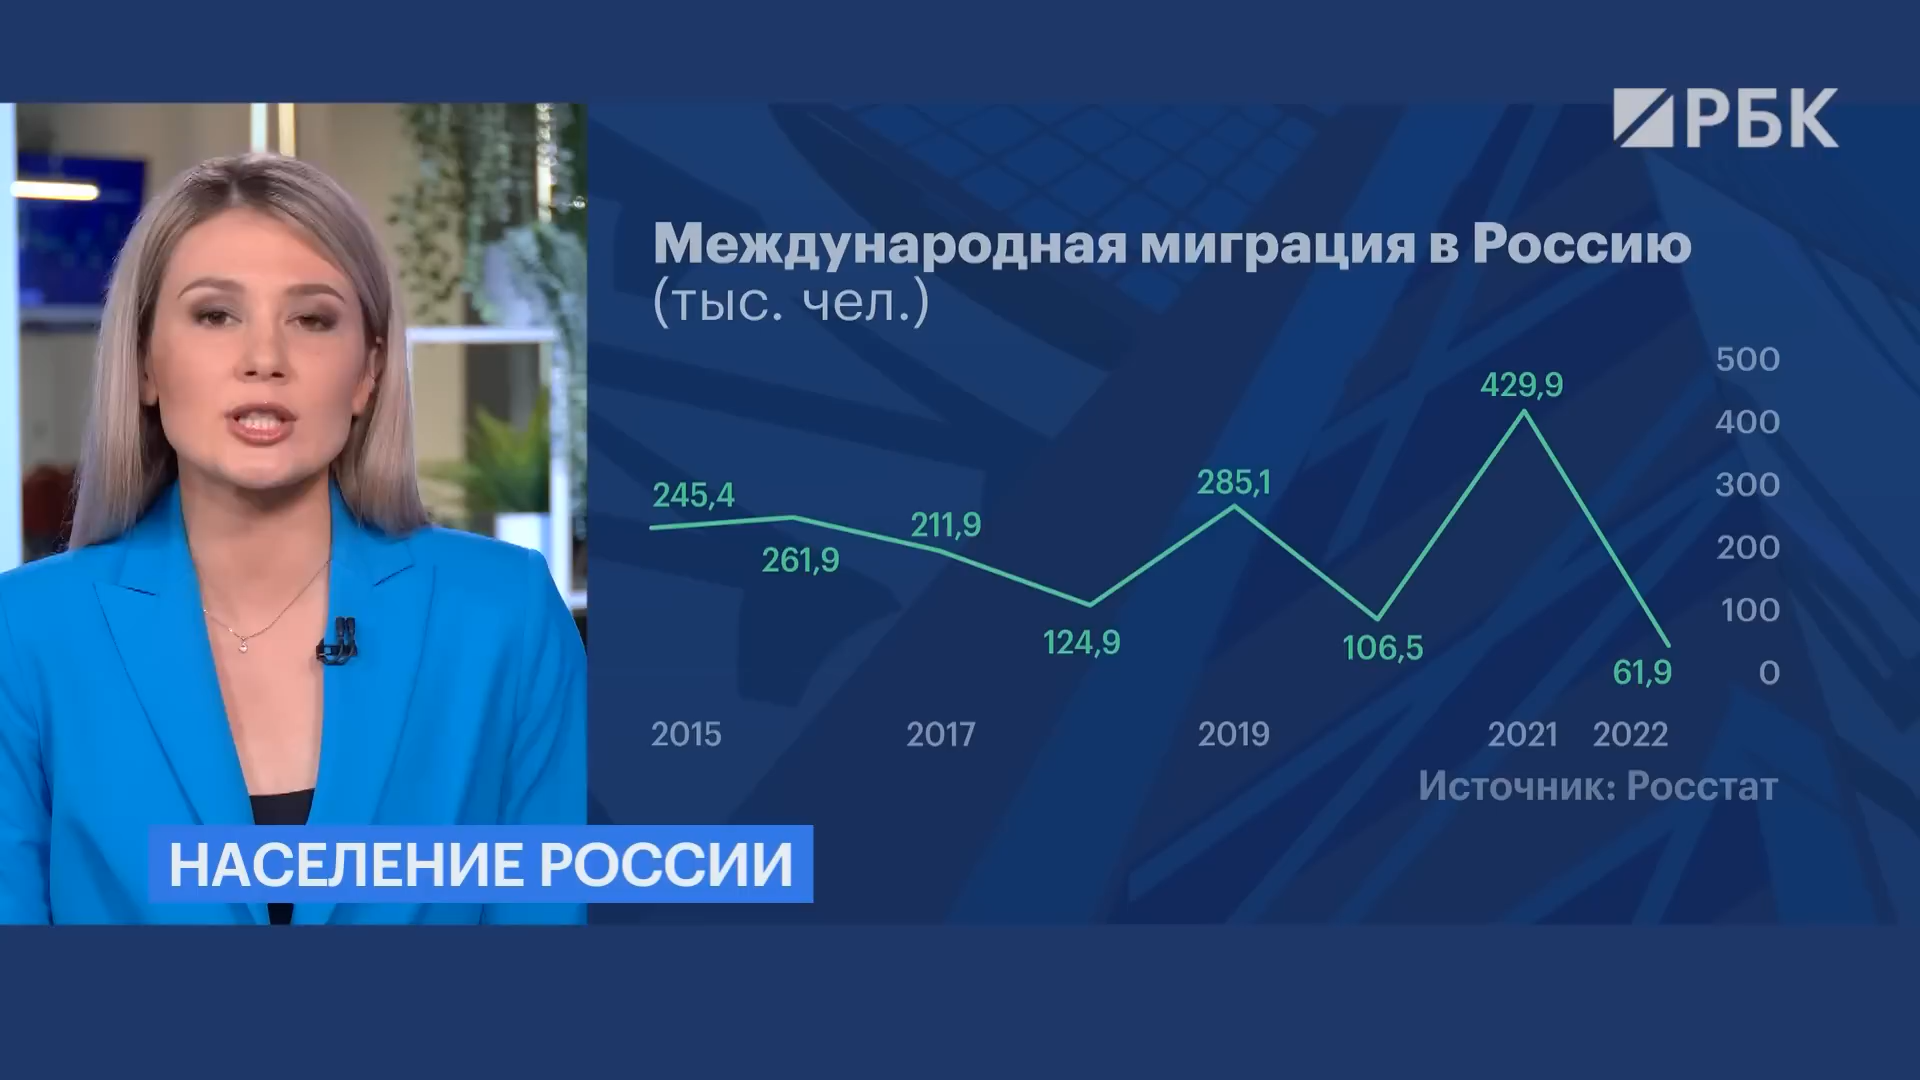 РБК
Международная миграция в Россию
(тыс. чел.)
500
429,9
400
285,1
300
245,4
211,9
261,9
200
100
124,9
106,5
61,9
0
2015 2017 2019 2021 2022
Источник: Росстат
НАСЕЛЕНИЕ РОССИИ